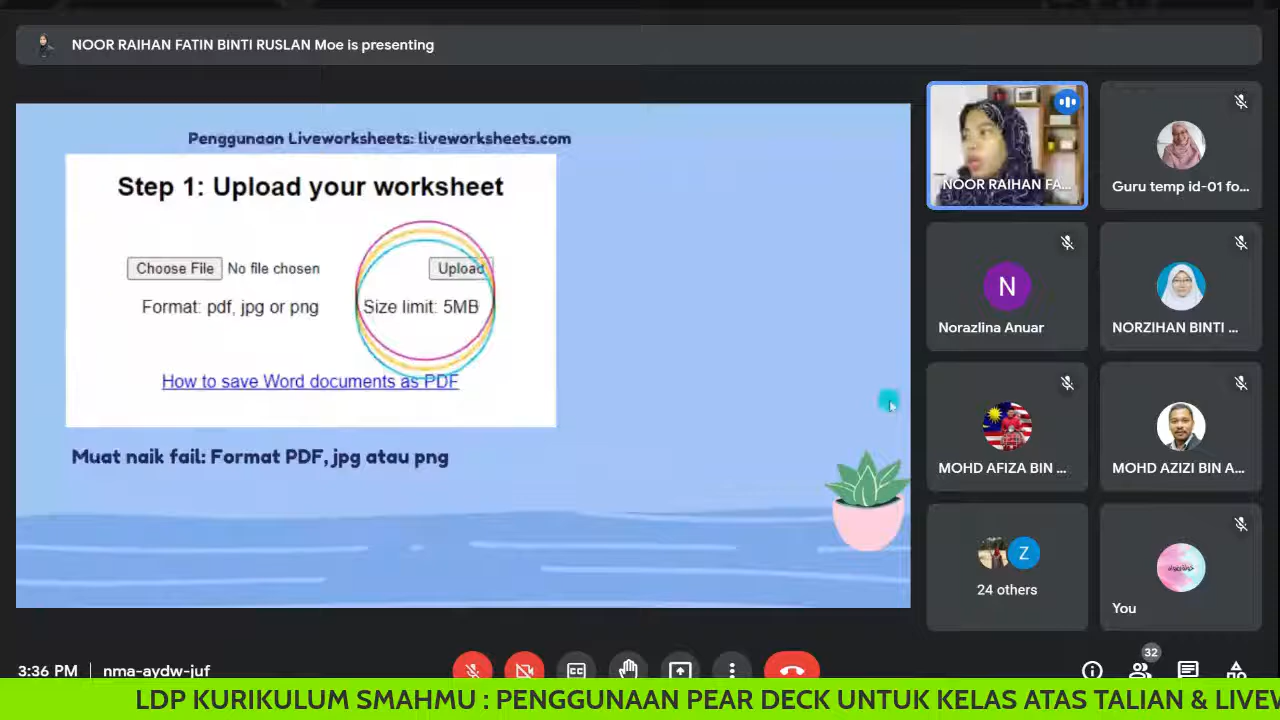 NOOR RAIHAN FATIN BINTI RUSLAN Moe is presenting
Penggunaan Liveworksheets: liveworksheets.com
Step 1: Upload your worksheet
Choose File No file chosen Upload
Format: pdf, jpg or png Size limit: 5MB
How to save Word documents as PDF
Muat naik fail: Format PDF, jpg atau png
NOOR RAIHAN FA...
Guru temp id-01 fo...
N
Norazlina Anuar
NORZIHAN BINTI ...
MOHD AFIZA BIN ...
MOHD AZIZI BIN A...
Z
24 others
You
3:36 PM | nma-aydw-juf
CC
32
LDP KURIKULUM SMAHMU : PENGGUNAAN PEAR DECK UNTUK KELAS ATAS TALIAN & LIVEW